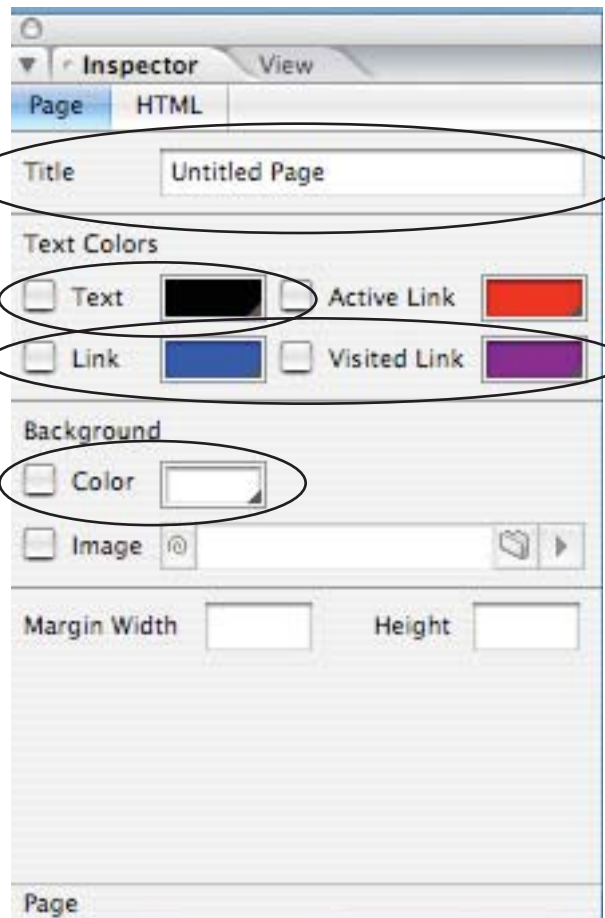 Inspector View
Page HTML
Title Untitled Page
Text Colors
Text Active Link
Link Visited Link
Background
Color
Image
Margin Width Height
Page